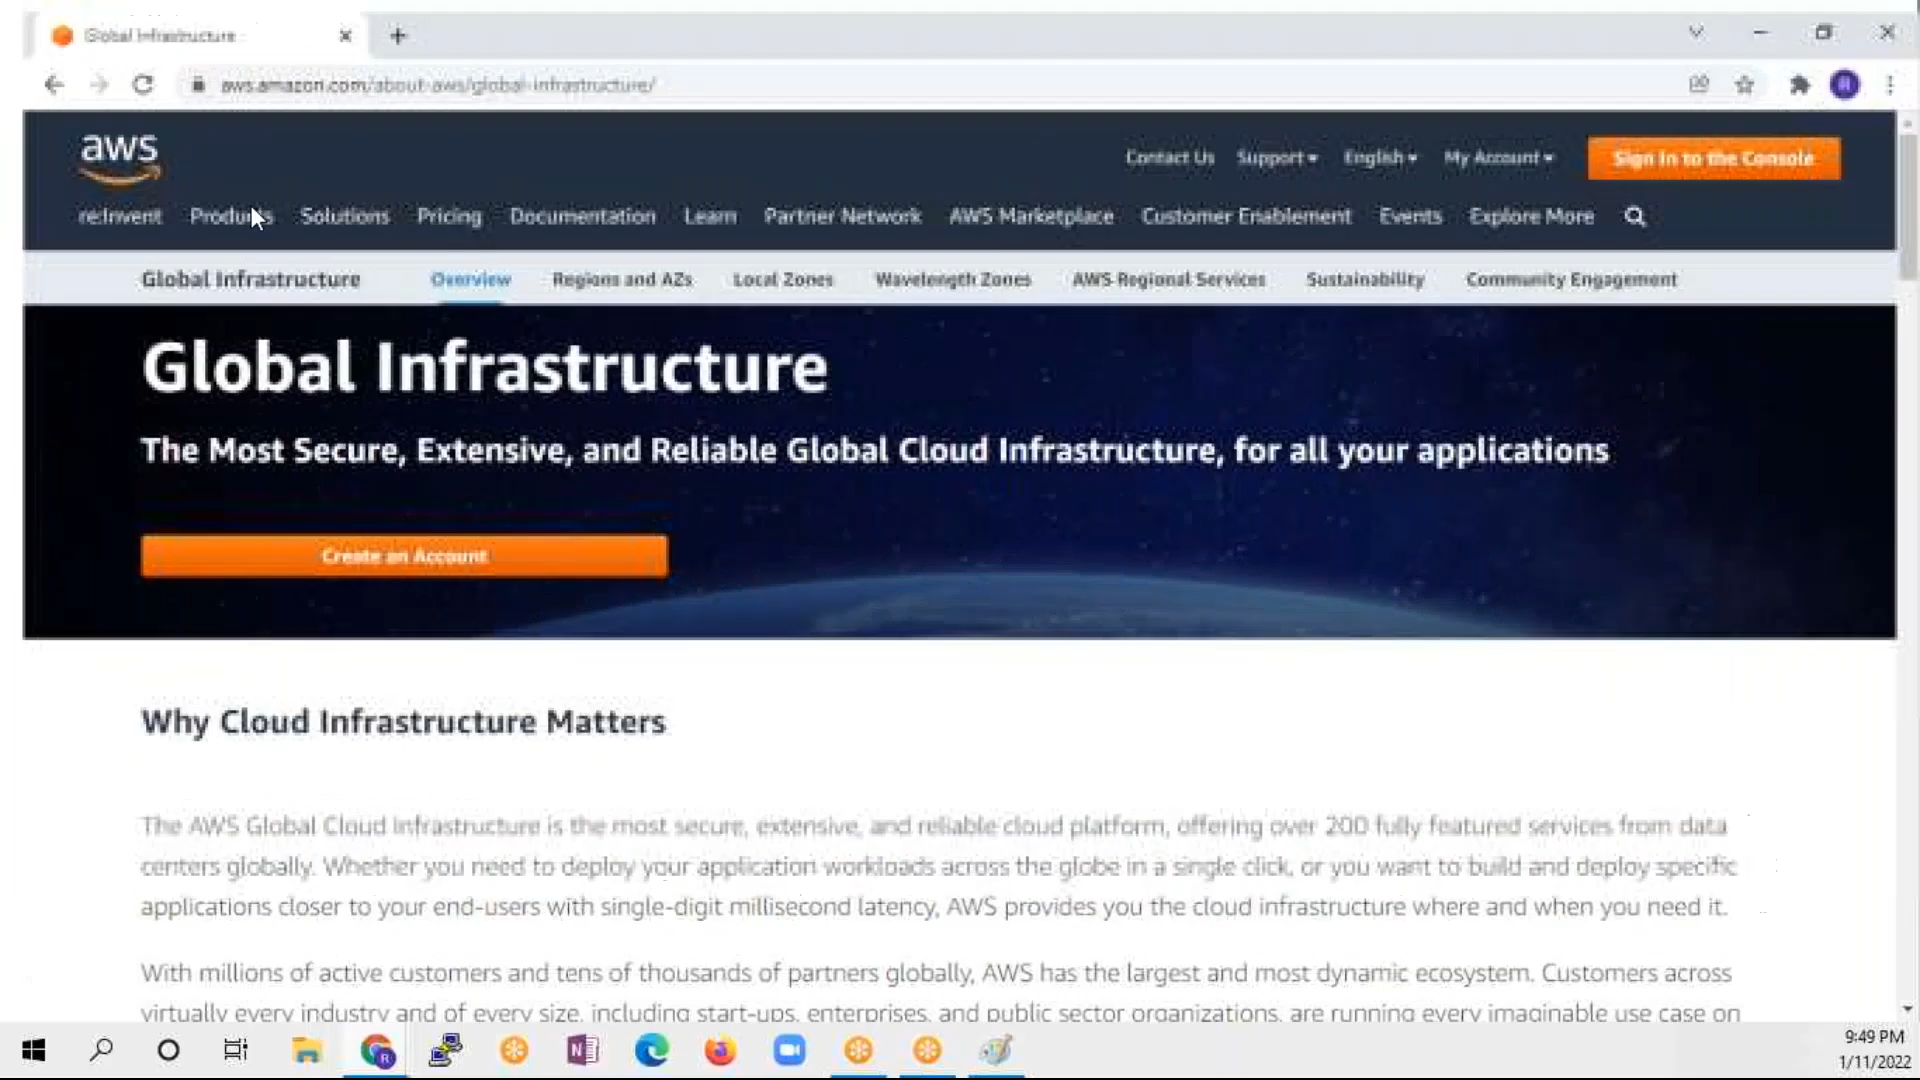 Global Infrastructure
aws.amazon.com/about-aws/global-infrastructure/
R
aws
Contact Us Support English My Account Sign In to the Console
re:Invent Products Solutions Pricing Documentation Learn Partner Network AWS Marketplace Customer Enablement Events Explore More
Global Infrastructure Overview Regions and AZs Local Zones Wavelength Zones AWS Regional Services Sustainability Community Engagement
Global Infrastructure
The Most Secure, Extensive, and Reliable Global Cloud Infrastructure, for all your applications
Create an Account
Why Cloud Infrastructure Matters
The AWS Global Cloud Infrastructure is the most secure, extensive, and reliable cloud platform, offering over 200 fully featured services from data
centers globally. Whether you need to deploy your application workloads across the globe in a single click, or you want to build and deploy specific
applications closer to your end-users with single-digit millisecond latency, AWS provides you the cloud infrastructure where and when you need it.
With millions of active customers and tens of thousands of partners globally, AWS has the largest and most dynamic ecosystem. Customers across
virtually every industry and of every size, including start-ups, enterprises, and public sector organizations, are running every imaginable use case on
R
N
9:49 PM
1/11/2022